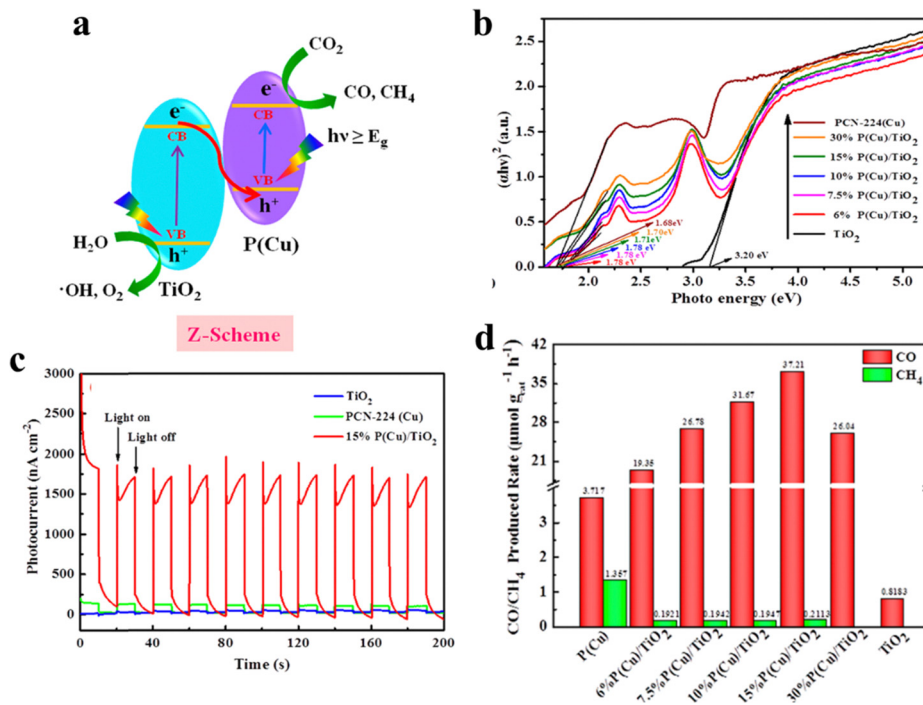 a
CO₂
e⁻
CB
CO, CH₄
e⁻
CB
hν ≥ E_g
VB
h⁺
P(Cu)
VB
H₂O
h⁺
·OH, O₂
TiO₂
Z-Scheme
b
(αhν)² (a.u.)
2.5
2.0
1.5
1.0
0.5
0.0
PCN-224(Cu)
30% P(Cu)/TiO₂
15% P(Cu)/TiO₂
10% P(Cu)/TiO₂
7.5% P(Cu)/TiO₂
6% P(Cu)/TiO₂
TiO₂
1.68eV
1.70eV
1.71eV
1.78 eV
1.78 eV
1.78 eV
3.20 eV
2.0 2.5 3.0 3.5 4.0 4.5 5.0
Photo energy (eV)
c
Photocurrent (nA cm⁻²)
3000
2500
2000
1500
1000
500
0
Light on
Light off
TiO₂
PCN-224 (Cu)
15% P(Cu)/TiO₂
0 40 80 120 160 200
Time (s)
d
CO/CH₄ Produced Rate (μmol g_cat⁻¹ h⁻¹)
42
35
28
21
4
3
2
1
0
CO
CH₄
3.717
1.357
19.35
0.1921
26.78
0.1942
31.67
0.1947
37.21
0.2113
26.04
0.8183
P(Cu)
6%P(Cu)/TiO₂
7.5%P(Cu)/TiO₂
10%P(Cu)/TiO₂
15%P(Cu)/TiO₂
30%P(Cu)/TiO₂
TiO₂